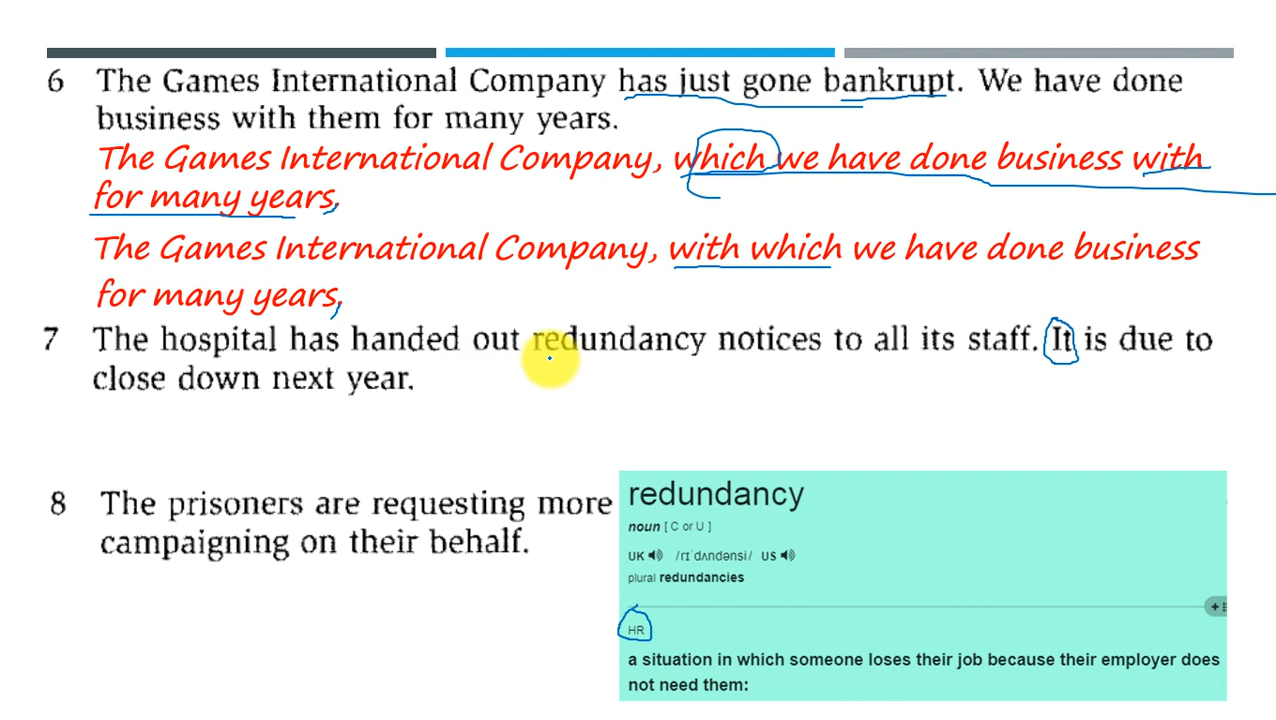 6 The Games International Company has just gone bankrupt. We have done
business with them for many years.
The Games International Company, which we have done business with
for many years,
The Games International Company, with which we have done business
for many years,
7 The hospital has handed out redundancy notices to all its staff. It is due to
close down next year.
8 The prisoners are requesting more
campaigning on their behalf.
redundancy
noun [ C or U ]
UK /rɪˈdʌndənsi/ US
plural redundancies
HR
a situation in which someone loses their job because their employer does
not need them: